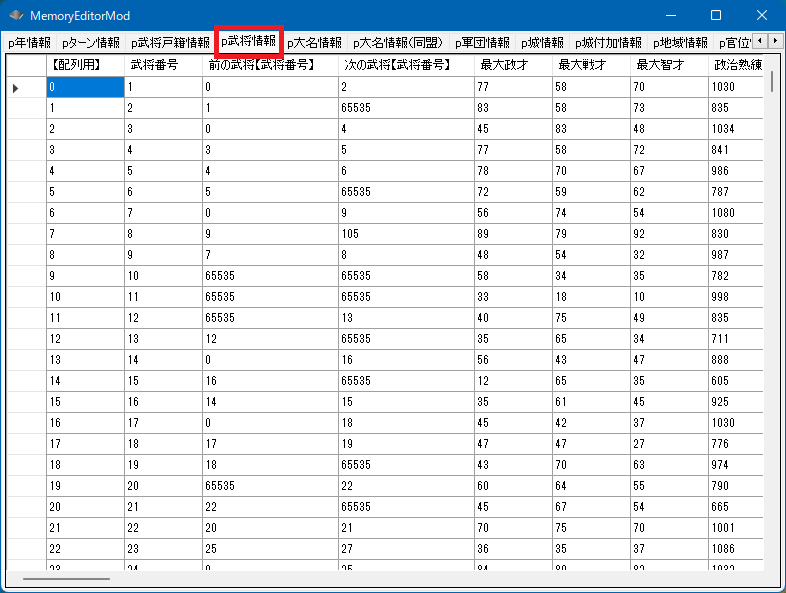 MemoryEditorMod
p年情報 pターン情報 p武将戸籍情報 p武将情報 p大名情報 p大名情報(同盟) p軍団情報 p城情報 p城付加情報 p地域情報 p官位
【配列用】 武将番号 前の武将【武将番号】 次の武将【武将番号】 最大政才 最大戦才 最大智才 政治熟練
0 1 0 2 77 58 70 1030
1 2 1 65535 83 58 73 835
2 3 0 4 45 83 48 1034
3 4 3 5 77 58 72 841
4 5 4 6 78 70 67 986
5 6 5 65535 72 59 62 787
6 7 0 9 56 74 54 1080
7 8 9 105 89 79 92 830
8 9 7 8 48 54 32 987
9 10 65535 65535 58 34 35 782
10 11 65535 65535 33 18 10 998
11 12 65535 13 40 75 49 835
12 13 12 65535 35 65 34 711
13 14 0 16 56 43 47 888
14 15 16 65535 12 65 35 605
15 16 14 15 35 61 45 925
16 17 0 18 45 42 37 1030
17 18 17 19 47 47 27 776
18 19 18 65535 43 70 63 974
19 20 65535 22 60 64 55 790
20 21 22 65535 45 67 54 665
21 22 20 21 70 75 70 1001
22 23 25 27 36 35 37 1086
23 24 0 25 84 80 82 1032